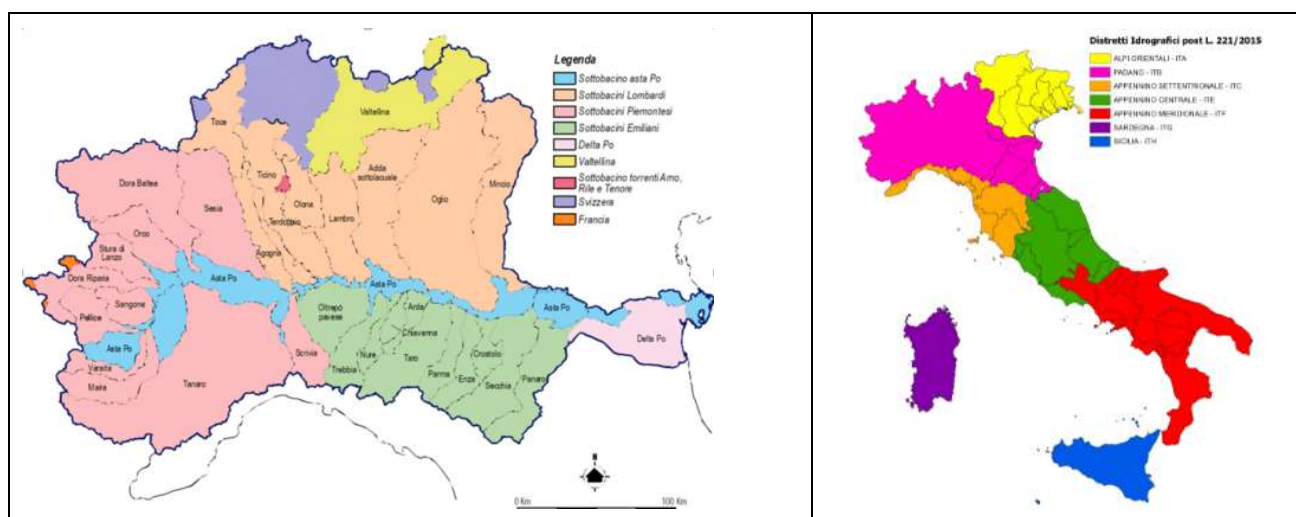 Legenda
Sottobacino asta Po
Sottobacini Lombardi
Sottobacini Piemontesi
Sottobacini Emiliani
Delta Po
Valtellina
Sottobacino torrenti Arno,
Rile e Tenore
Svizzera
Francia
Toce
Valtellina
Dora Baltea
Sesia
Ticino
Terdoppio
Olona
Lambro
Adda
sottolacuale
Oglio
Mincio
Orco
Agogna
Stura di
Lanzo
Dora Riparia
Asta Po
Sangone
Pellice
Asta Po
Varaita
Maira
Tanaro
Scrivia
Oltrepò
pavese
Asta Po
Arda
Chiavenna
Nure
Trebbia
Taro
Parma
Enza
Crostolo
Secchia
Panaro
Asta Po
Delta Po
N
0 Km
100 Km
Distretti Idrografici post L. 221/2015
ALPI ORIENTALI - ITA
PADANO - ITB
APPENNINO SETTENTRIONALE - ITC
APPENNINO CENTRALE - ITE
APPENNINO MERIDIONALE - ITF
SARDEGNA - ITG
SICILIA - ITH